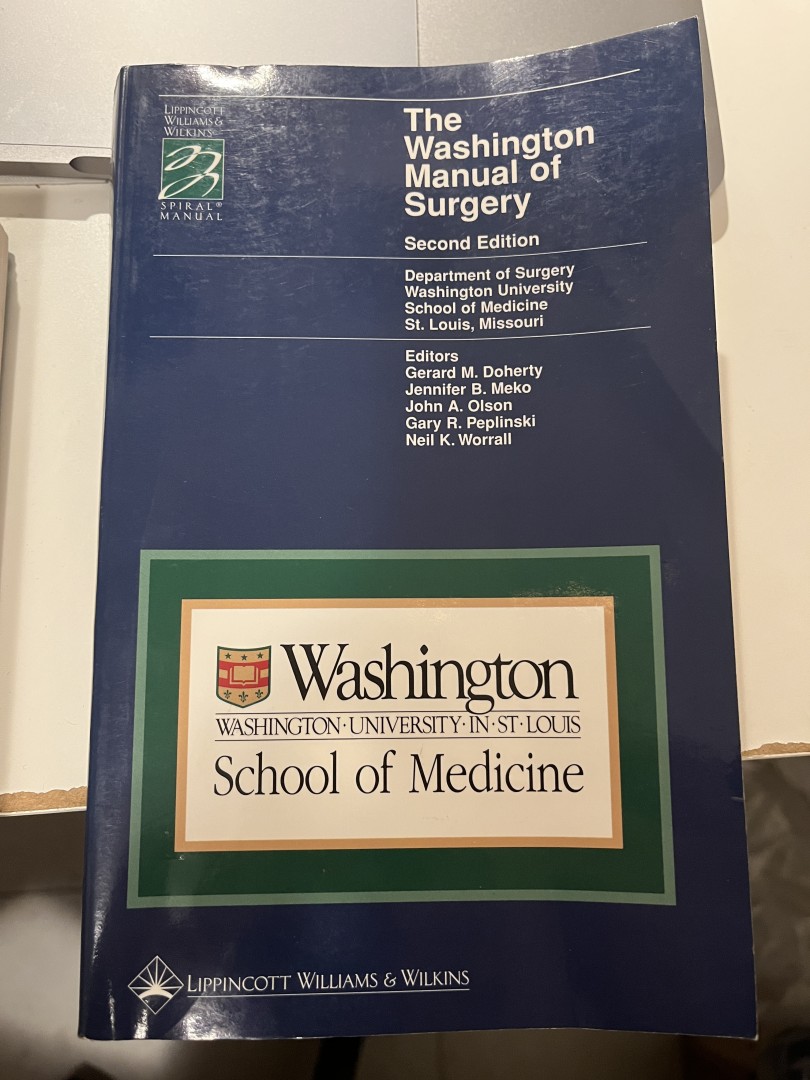 LIPPINCOTT
WILLIAMS &
WILKINS
SPIRAL®
MANUAL
The
Washington
Manual of
Surgery
Second Edition
Department of Surgery
Washington University
School of Medicine
St. Louis, Missouri
Editors
Gerard M. Doherty
Jennifer B. Meko
John A. Olson
Gary R. Peplinski
Neil K. Worrall
Washington
WASHINGTON·UNIVERSITY·IN·ST·LOUIS
School of Medicine
LIPPINCOTT WILLIAMS & WILKINS